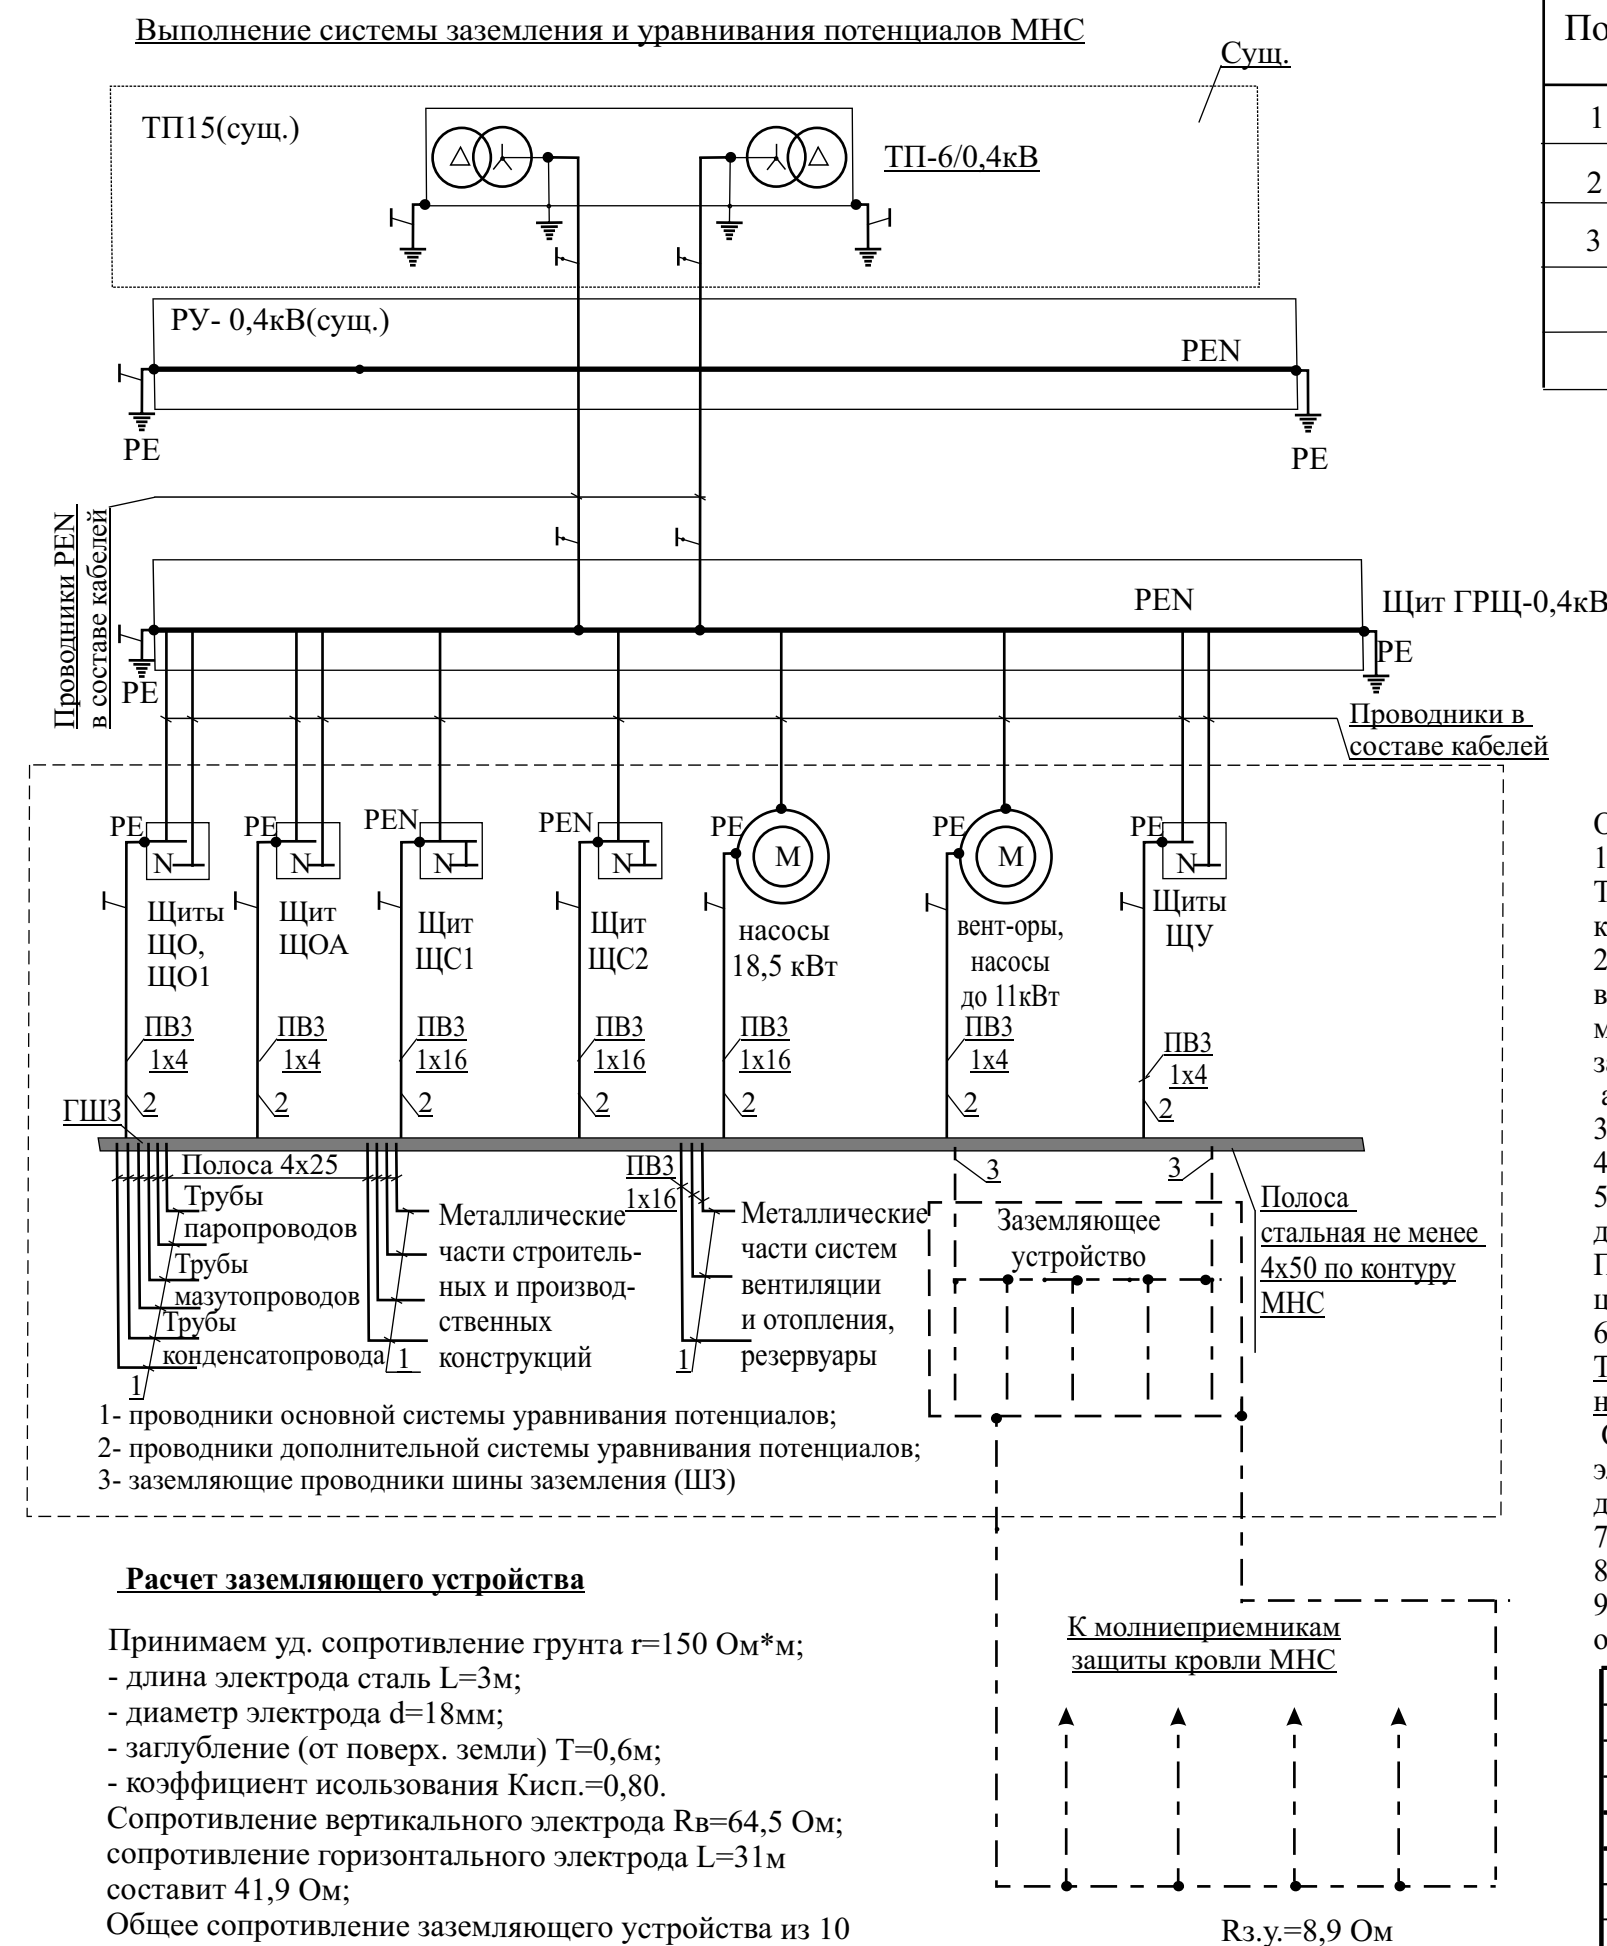 Выполнение системы заземления и уравнивания потенциалов МНС
Сущ.
ТП15(сущ.)
ТП-6/0,4кВ
РУ- 0,4кВ(сущ.)
PEN
PE
PE
Проводники PEN
в составе кабелей
PEN
Щит ГРЩ-0,4кВ
PE
PE
Проводники в
составе кабелей
PE
N
Щиты
ЩО,
ЩО1
PE
N
Щит
ЩОА
PEN
N
Щит
ЩС1
PEN
N
Щит
ЩС2
PE
М
насосы
18,5 кВт
PE
М
вент-оры,
насосы
до 11кВт
PE
N
Щиты
ЩУ
ПВ3
1х4
2
ПВ3
1х4
2
ПВ3
1х16
2
ПВ3
1х16
2
ПВ3
1х16
2
ПВ3
1х4
2
ПВ3
1х4
2
ГШЗ
Полоса 4х25
Трубы
паропроводов
Трубы
мазутопроводов
Трубы
конденсатопровода
1
Металлические
части строитель-
ных и производ-
ственных
конструкций
1
ПВ3
1х16
Металлические
части систем
вентиляции
и отопления,
резервуары
1
3
3
Заземляющее
устройство
Полоса
стальная не менее
4х50 по контуру
МНС
1- проводники основной системы уравнивания потенциалов;
2- проводники дополнительной системы уравнивания потенциалов;
3- заземляющие проводники шины заземления (ШЗ)
Расчет заземляющего устройства
Принимаем уд. сопротивление грунта r=150 Ом*м;
- длина электрода сталь L=3м;
- диаметр электрода d=18мм;
- заглубление (от поверх. земли) Т=0,6м;
- коэффициент исользования Кисп.=0,80.
Сопротивление вертикального электрода Rв=64,5 Ом;
сопротивление горизонтального электрода L=31м
составит 41,9 Ом;
Общее сопротивление заземляющего устройства из 10
К молниеприемникам
защиты кровли МНС
Rз.у.=8,9 Ом
По
1
2
3